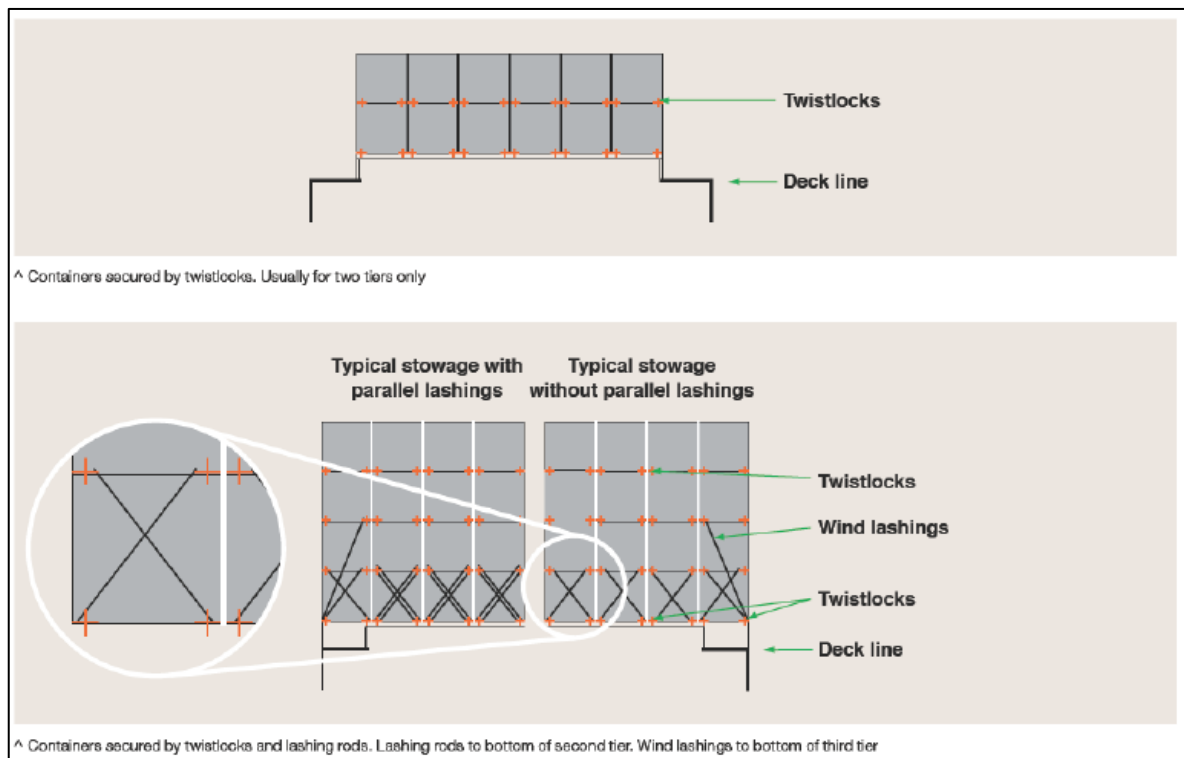 Twistlocks
Deck line
^ Containers secured by twistlocks. Usually for two tiers only
Typical stowage with
parallel lashings
Typical stowage
without parallel lashings
Twistlocks
Wind lashings
Twistlocks
Deck line
^ Containers secured by twistlocks and lashing rods. Lashing rods to bottom of second tier. Wind lashings to bottom of third tier